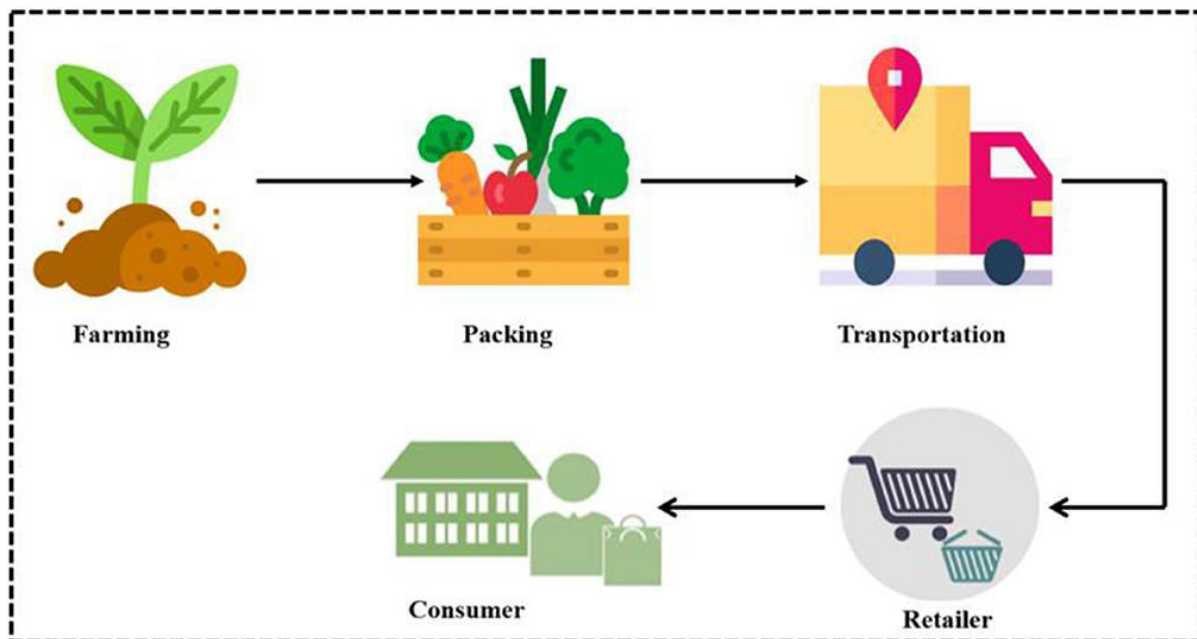 Farming
Packing
Transportation
Consumer
Retailer